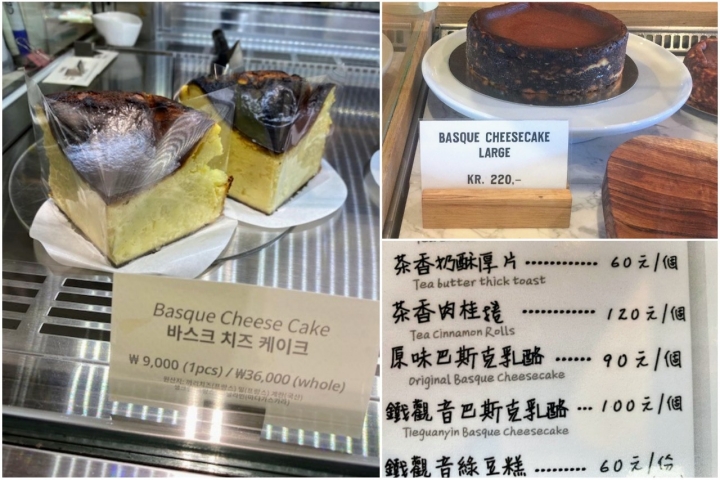 Basque Cheese Cake
바스크 치즈 케이크
₩ 9,000 (1pcs) / ₩36,000 (whole)
BASQUE CHEESECAKE
LARGE
KR. 220,-
茶香奶酥厚片 ············ 60元/個
Tea butter thick toast
茶香肉桂捲 ············ 120元/個
Tea Cinnamon Rolls
原味巴斯克乳酪 ······· 90元/個
Original Basque Cheesecake
鐵觀音巴斯克乳酪 ··· 100元/個
Tieguanyin Basque Cheesecake
鐵觀音綠豆糕 ·········· 60元/份